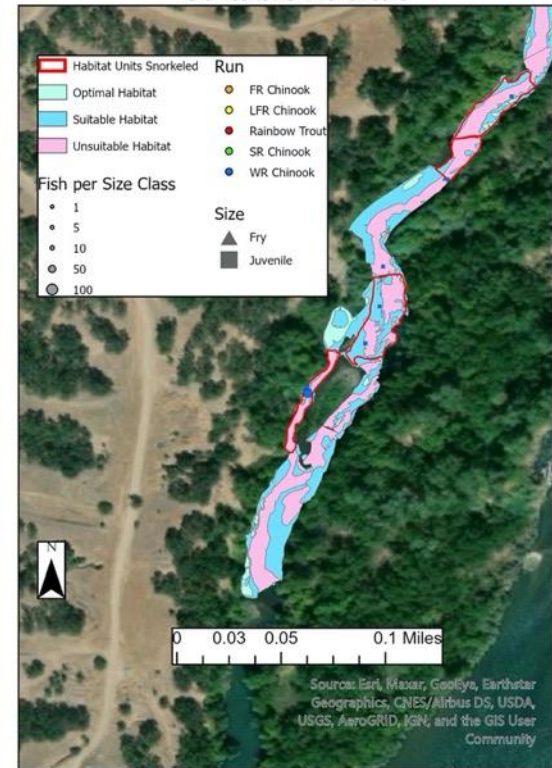 Habitat Units Snorkeled
Optimal Habitat
Suitable Habitat
Unsuitable Habitat
Fish per Size Class
1
5
10
50
100
Run
FR Chinook
LFR Chinook
Rainbow Trout
SR Chinook
WR Chinook
Size
Fry
Juvenile
N
0 0.03 0.05 0.1 Miles
Source: Esri, Maxar, GeoEye, Earthstar
Geographics, CNES/Airbus DS, USDA,
USGS, AeroGRID, IGN, and the GIS User
Community